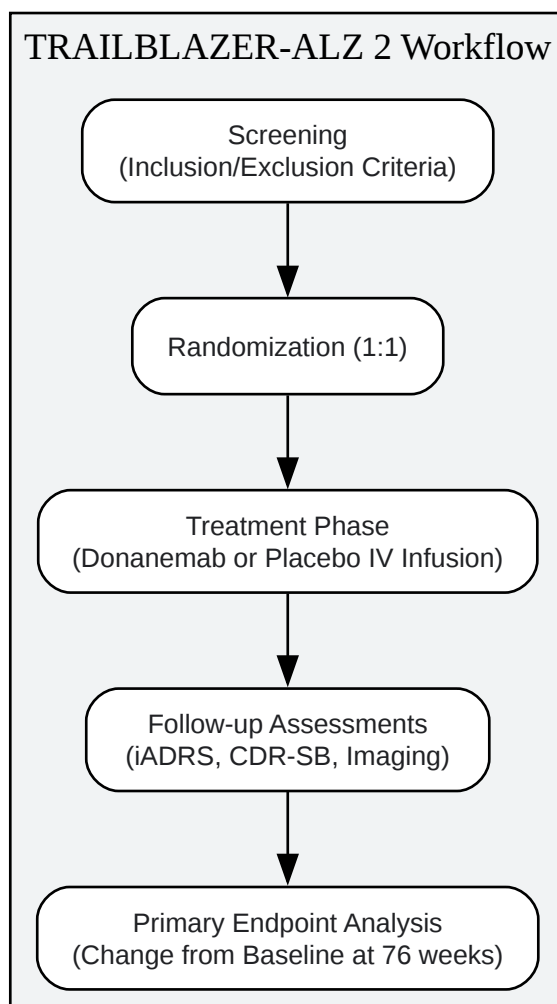 TRAILBLAZER-ALZ 2 Workflow
Screening
(Inclusion/Exclusion Criteria)
Randomization (1:1)
Treatment Phase
(Donanemab or Placebo IV Infusion)
Follow-up Assessments
(iADRS, CDR-SB, Imaging)
Primary Endpoint Analysis
(Change from Baseline at 76 weeks)